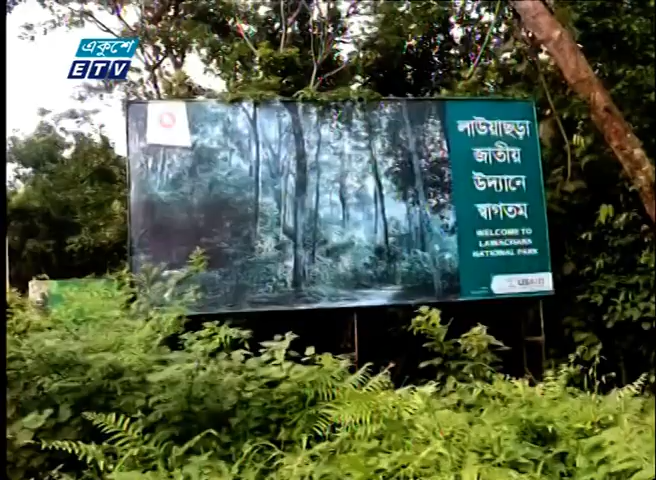 একুশে
ETV
লাউয়াছড়া
জাতীয়
উদ্যানে
স্বাগতম
WELCOME TO
LAWACHARA
NATIONAL PARK
USAID